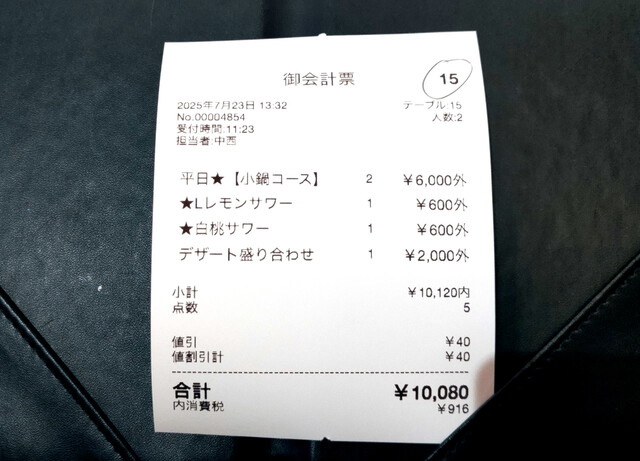 御会計票
15
2025年7月23日 13:32
テーブル:15
No.00004854
人数:2
受付時間:11:23
担当者:中西
平日★【小鍋コース】 2 ¥6,000外
★Lレモンサワー 1 ¥600外
★白桃サワー 1 ¥600外
デザート盛り合わせ 1 ¥2,000外
小計 ¥10,120内
点数 5
値引 ¥40
値割引計 ¥40
合計 ¥10,080
内消費税 ¥916